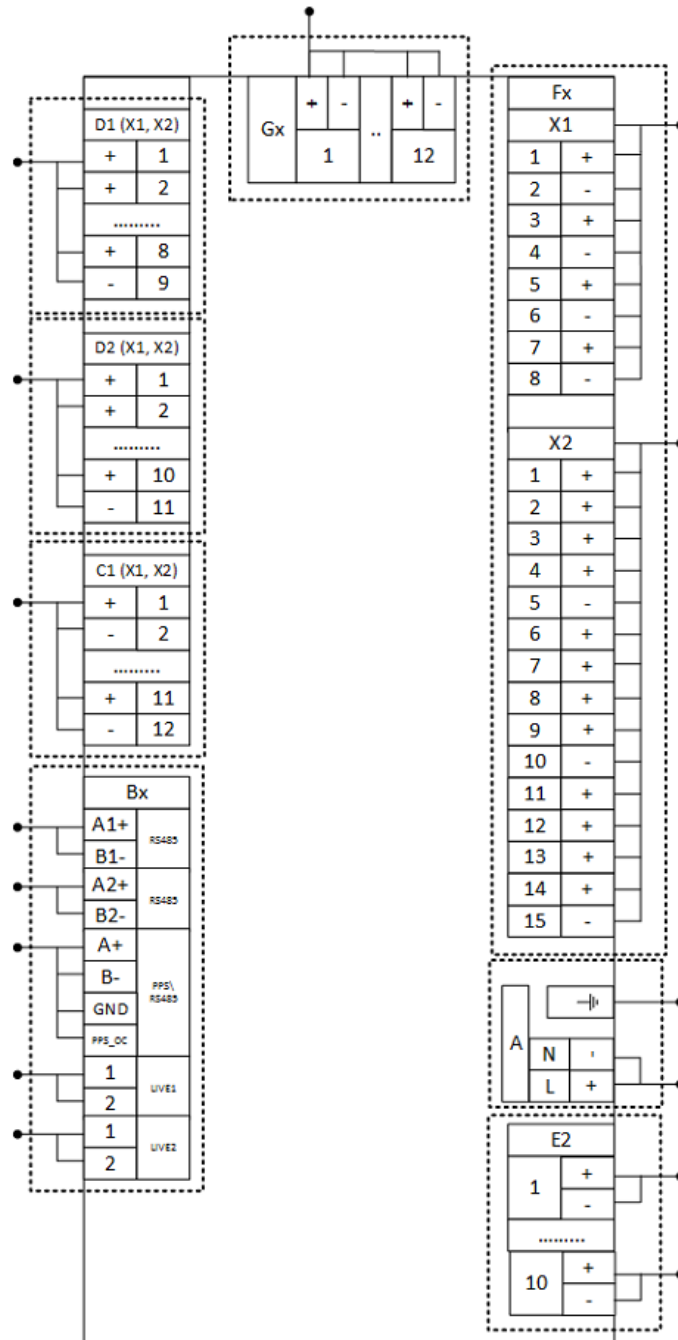 Gx + - .. + -
1 12
D1 (X1, X2)
+ 1
+ 2
.........
+ 8
- 9
D2 (X1, X2)
+ 1
+ 2
.........
+ 10
- 11
C1 (X1, X2)
+ 1
- 2
.........
+ 11
- 12
Bx
A1+ RS485
B1-
A2+ RS485
B2-
A+
B- PPS\
GND RS485
PPS_OC
1 LIVE1
2
1 LIVE2
2
Fx
X1
1 +
2 -
3 +
4 -
5 +
6 -
7 +
8 -
X2
1 +
2 +
3 +
4 +
5 -
6 +
7 +
8 +
9 +
10 -
11 +
12 +
13 +
14 +
15 -
A
N -
L +
E2
1 +
-
.........
10 +
-